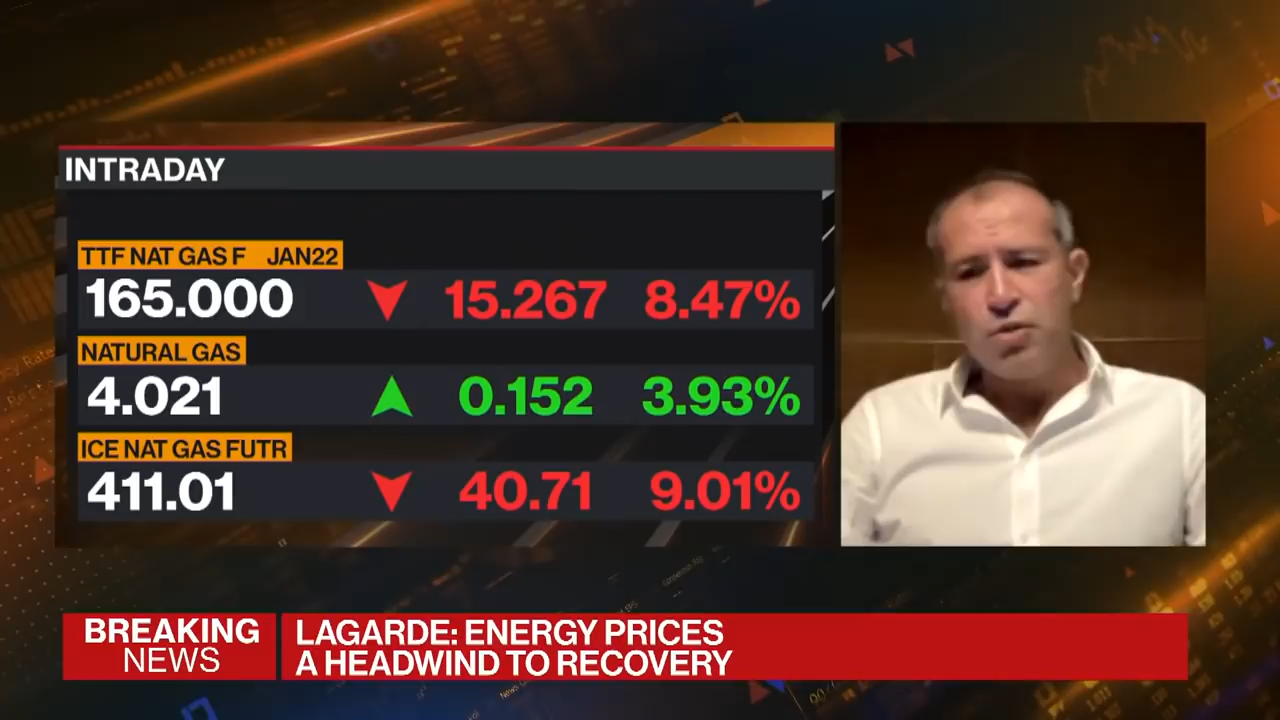 INTRADAY
TTF NAT GAS F JAN22
165.000 ▼ 15.267 8.47%
NATURAL GAS
4.021 ▲ 0.152 3.93%
ICE NAT GAS FUTR
411.01 ▼ 40.71 9.01%
BREAKING
NEWS
LAGARDE: ENERGY PRICES
A HEADWIND TO RECOVERY